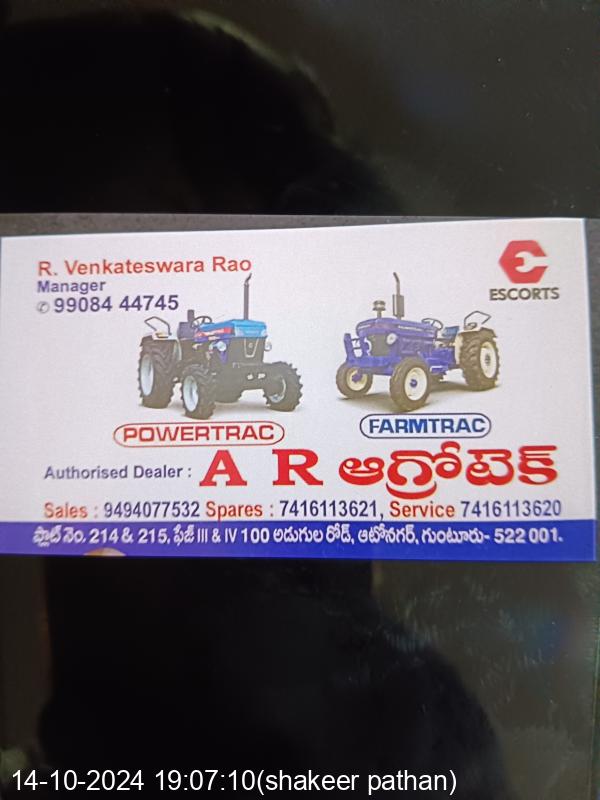 R. Venkateswara Rao
Manager
✆ 99084 44745
ESCORTS
POWERTRAC
FARMTRAC
Authorised Dealer : A R ఆగ్రోటెక్
Sales : 9494077532 Spares : 7416113621, Service 7416113620
ప్లాట్ నెం. 214 & 215, ఫేజ్ III & IV 100 అడుగుల రోడ్, ఆటోనగర్, గుంటూరు- 522 001.
14-10-2024 19:07:10(shakeer pathan)